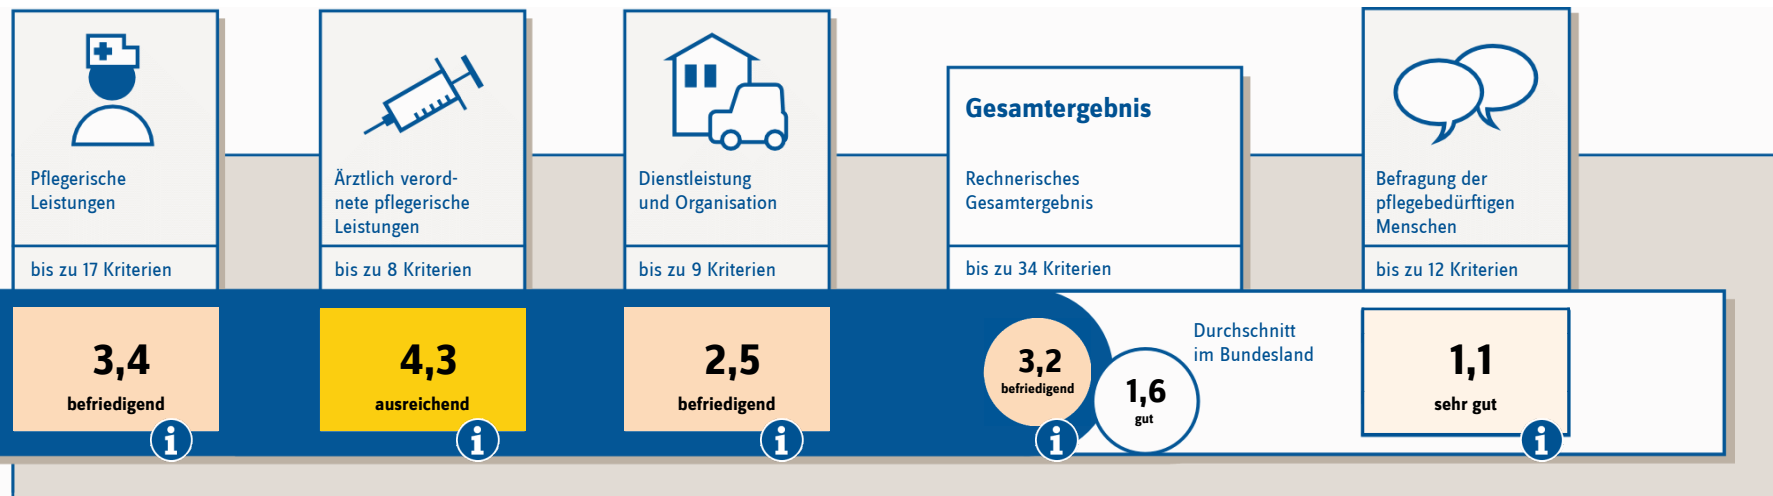 Pflegerische
Leistungen
bis zu 17 Kriterien
3,4
befriedigend
i
Ärztlich verord-
nete pflegerische
Leistungen
bis zu 8 Kriterien
4,3
ausreichend
i
Dienstleistung
und Organisation
bis zu 9 Kriterien
2,5
befriedigend
i
Gesamtergebnis
Rechnerisches
Gesamtergebnis
bis zu 34 Kriterien
3,2
befriedigend
i
1,6
gut
Durchschnitt
im Bundesland
Befragung der
pflegebedürftigen
Menschen
bis zu 12 Kriterien
1,1
sehr gut
i